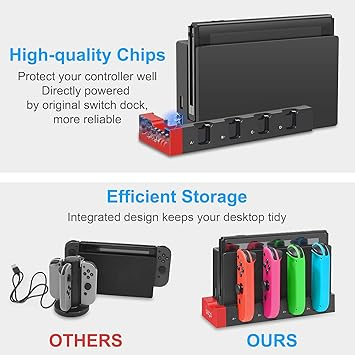 High-quality Chips
Protect your controller well
Directly powered
by original switch dock,
more reliable
Efficient Storage
Integrated design keeps your desktop tidy
OTHERS
OURS